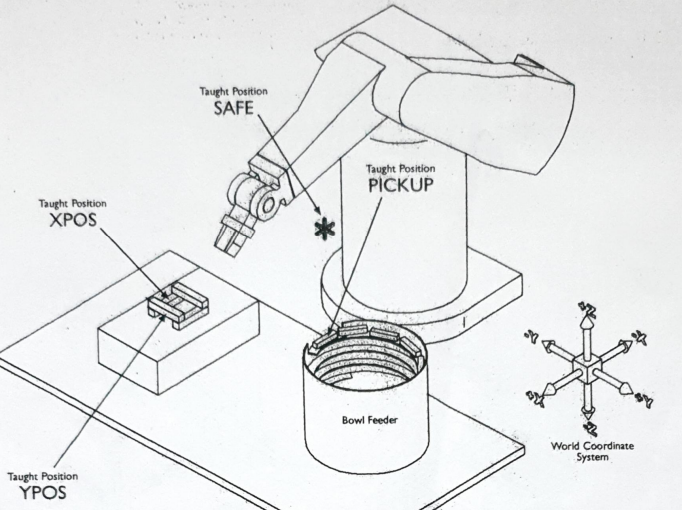 Taught Position
SAFE
Taught Position
PICKUP
Taught Position
XPOS
Bowl Feeder
World Coordinate
System
Taught Position
YPOS